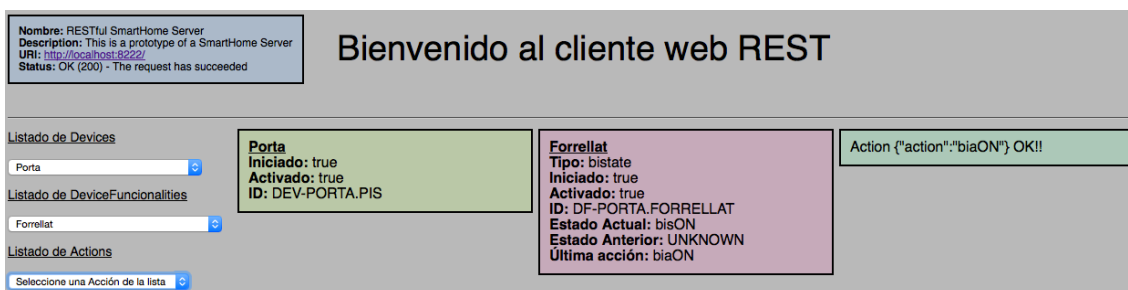 Nombre: RESTful SmartHome Server
Description: This is a prototype of a SmartHome Server
URI: http://localhost:8222/
Status: OK (200) - The request has succeeded
Bienvenido al cliente web REST
Listado de Devices
Porta
Listado de DeviceFuncionalities
Forrellat
Listado de Actions
Seleccione una Acción de la lista
Porta
Iniciado: true
Activado: true
ID: DEV-PORTA.PIS
Forrellat
Tipo: bistate
Iniciado: true
Activado: true
ID: DF-PORTA.FORRELLAT
Estado Actual: bisON
Estado Anterior: UNKNOWN
Última acción: biaON
Action {"action":"biaON"} OK!!